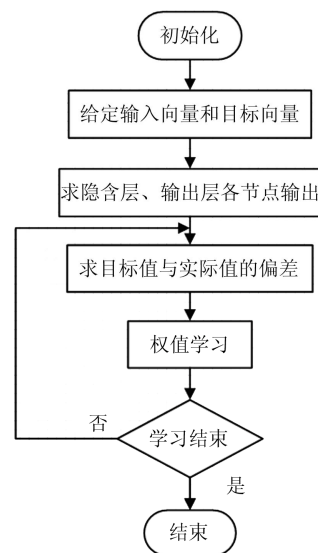 初始化
给定输入向量和目标向量
求隐含层、输出层各节点输出
求目标值与实际值的偏差
权值学习
否
学习结束
是
结束